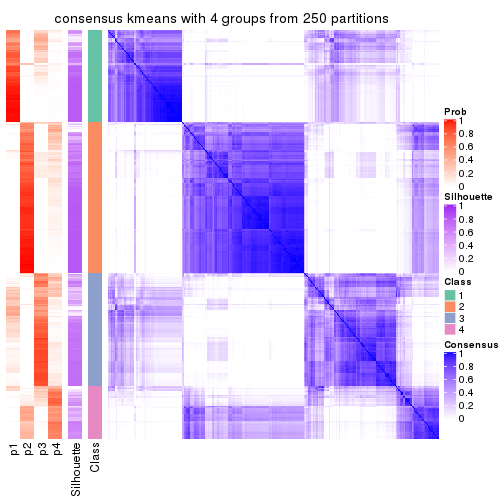 consensus kmeans with 4 groups from 250 partitions
Prob
1
0.8
0.6
0.4
0.2
0
Silhouette
1
0.8
0.6
0.4
0.2
0
Class
1
2
3
4
Consensus
1
0.8
0.6
0.4
0.2
0
p1
p2
p3
p4
Silhouette
Class